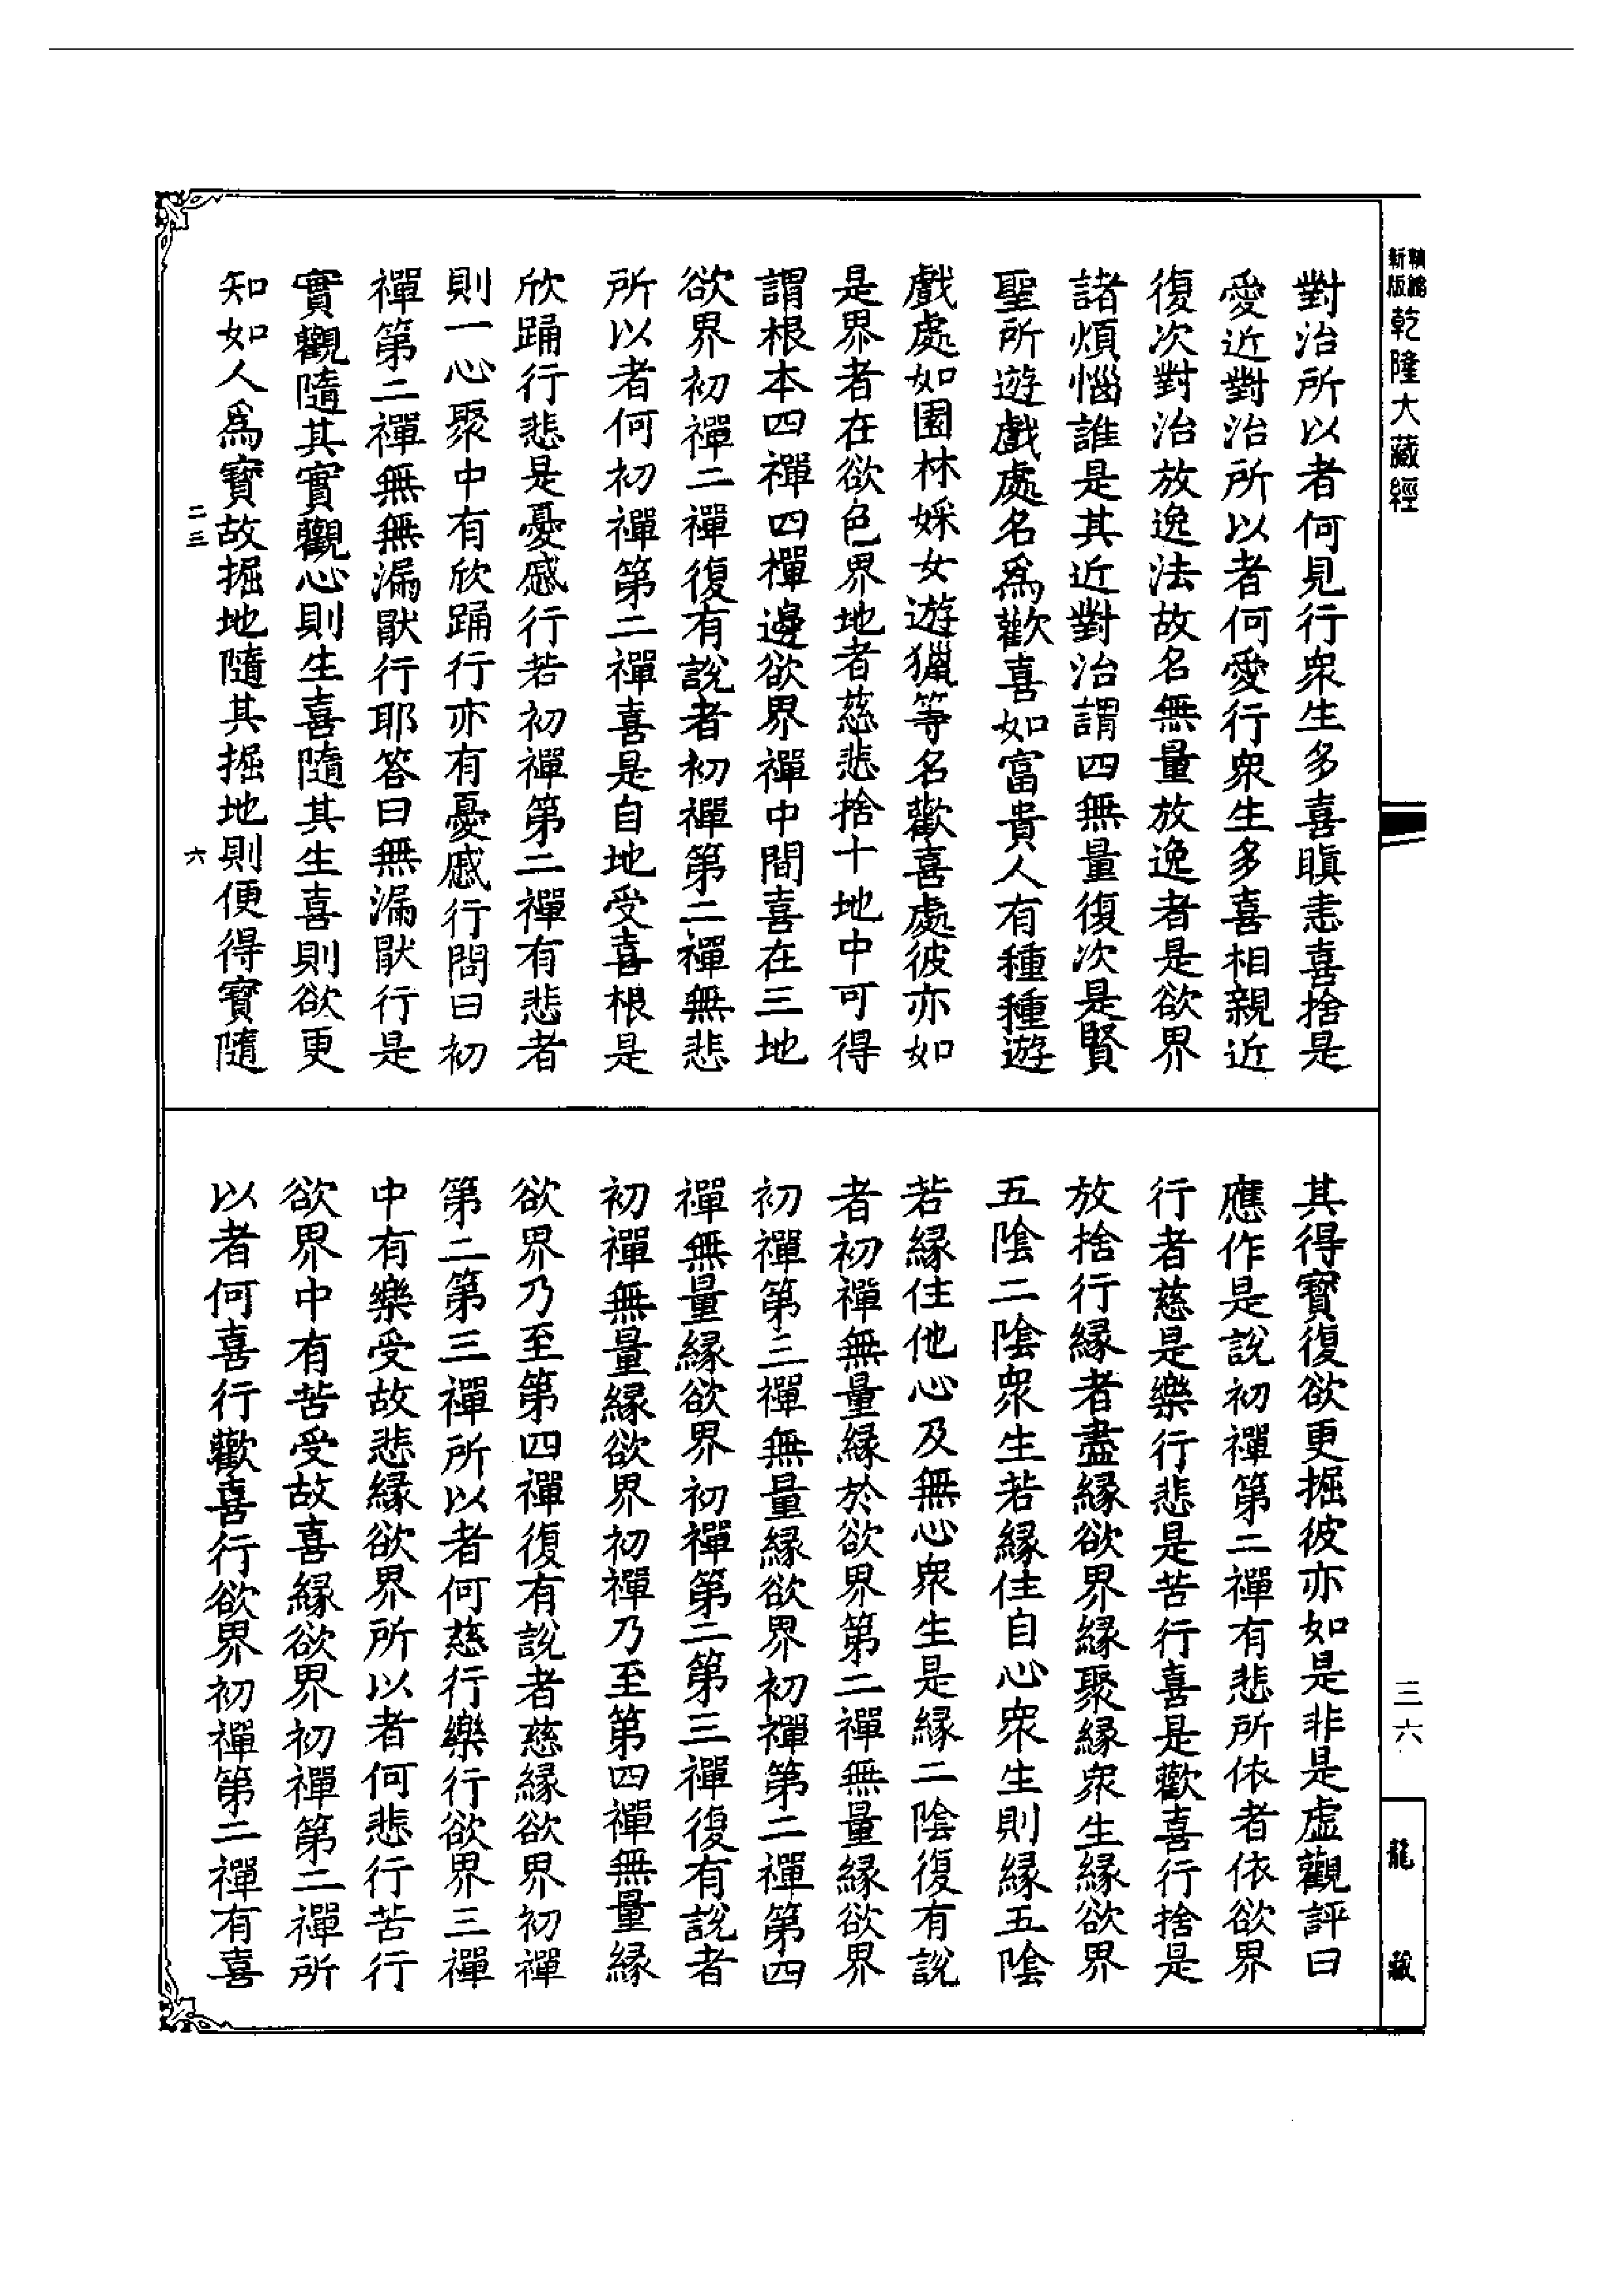 精縮新版乾隆大藏經
對治所以者何見行衆生多喜瞋恚喜捨是
愛近對治所以者何愛行衆生多喜相親近
復次對治放逸法故名無量放逸者是欲界
諸煩惱誰是其近對治謂四無量復次是賢
聖所遊戲處名爲歡喜如富貴人有種種遊
戲處如園林婇女遊獵等名歡喜處彼亦如
是界者在欲色界地者慈悲捨十地中可得
謂根本四禪四禪邊欲界禪中間喜在三地
欲界初禪二禪復有說者初禪第二禪無悲
所以者何初禪第二禪喜是自地受喜根是
欣踊行悲是憂慼行若初禪第二禪有悲者
則一心聚中有欣踊行亦有憂慼行問曰初
禪第二禪無無漏猒行耶答曰無漏猒行是
實觀隨其實觀心則生喜隨其生喜則欲更
知如人爲寶故掘地隨其掘地則便得寶隨
二三
六
其得寶復欲更掘彼亦如是非是虛觀評曰
應作是說初禪第二禪有悲所依者依欲界
行者慈是樂行悲是苦行喜是歡喜行捨是
放捨行緣者盡緣欲界緣聚緣衆生緣欲界
五陰二陰衆生若緣住自心衆生則緣五陰
若緣住他心及無心衆生是緣二陰復有說
者初禪無量緣於欲界第二禪無量緣欲界
初禪第三禪無量緣欲界初禪第二禪第四
禪無量緣欲界初禪第二第三禪復有說者
初禪無量緣欲界初禪乃至第四禪無量緣
欲界乃至第四禪復有說者慈緣欲界初禪
第二第三禪所以者何慈行樂行欲界三禪
中有樂受故悲緣欲界所以者何悲行苦行
欲界中有苦受故喜緣欲界初禪第二禪所
以者何喜行歡喜行欲界初禪第二禪有喜
三六
龍藏